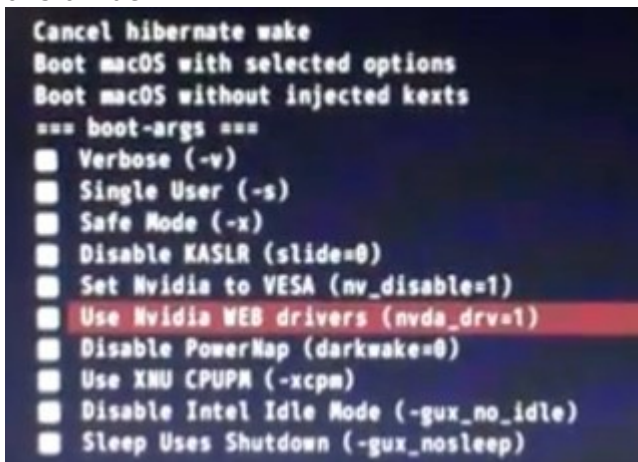 Cancel hibernate wake
Boot macOS with selected options
Boot macOS without injected kexts
=== boot-args ===
Verbose (-v)
Single User (-s)
Safe Mode (-x)
Disable KASLR (slide=0)
Set Nvidia to VESA (nv_disable=1)
Use Nvidia WEB drivers (nvda_drv=1)
Disable PowerNap (darkwake=0)
Use XNU CPUPM (-xcpm)
Disable Intel Idle Mode (-gux_no_idle)
Sleep Uses Shutdown (-gux_nosleep)